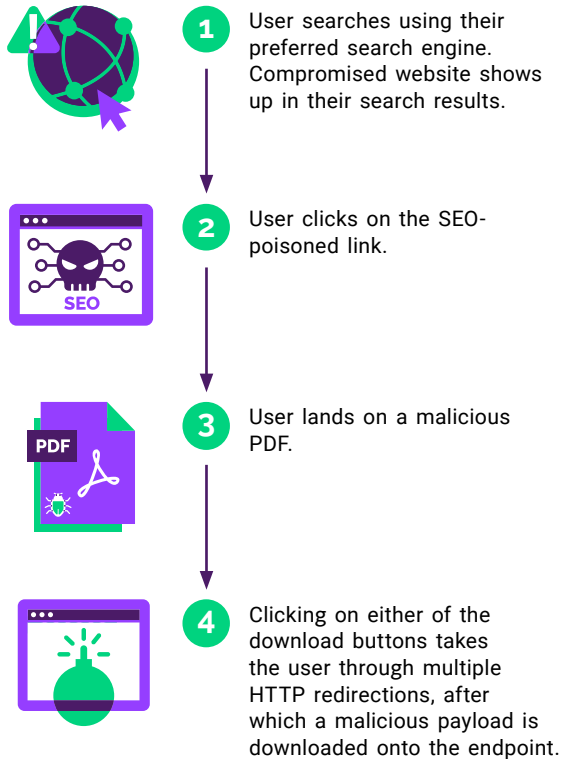 1
User searches using their
preferred search engine.
Compromised website shows
up in their search results.
SEO
2
User clicks on the SEO-
poisoned link.
PDF
3
User lands on a malicious
PDF.
4
Clicking on either of the
download buttons takes
the user through multiple
HTTP redirections, after
which a malicious payload is
downloaded onto the endpoint.